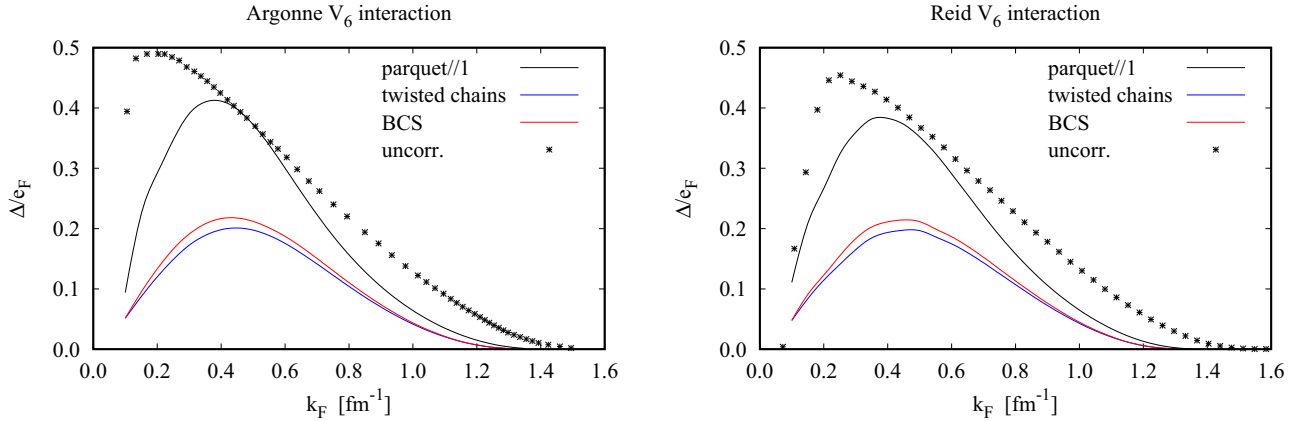 Argonne V₆ interaction
0.5
0.4
0.3
0.2
0.1
0.0
Δ/e_F
parquet//1
twisted chains
BCS
uncorr.
0.0 0.2 0.4 0.6 0.8 1.0 1.2 1.4 1.6
k_F [fm⁻¹]
Reid V₆ interaction
0.5
0.4
0.3
0.2
0.1
0.0
Δ/e_F
parquet//1
twisted chains
BCS
uncorr.
0.0 0.2 0.4 0.6 0.8 1.0 1.2 1.4 1.6
k_F [fm⁻¹]